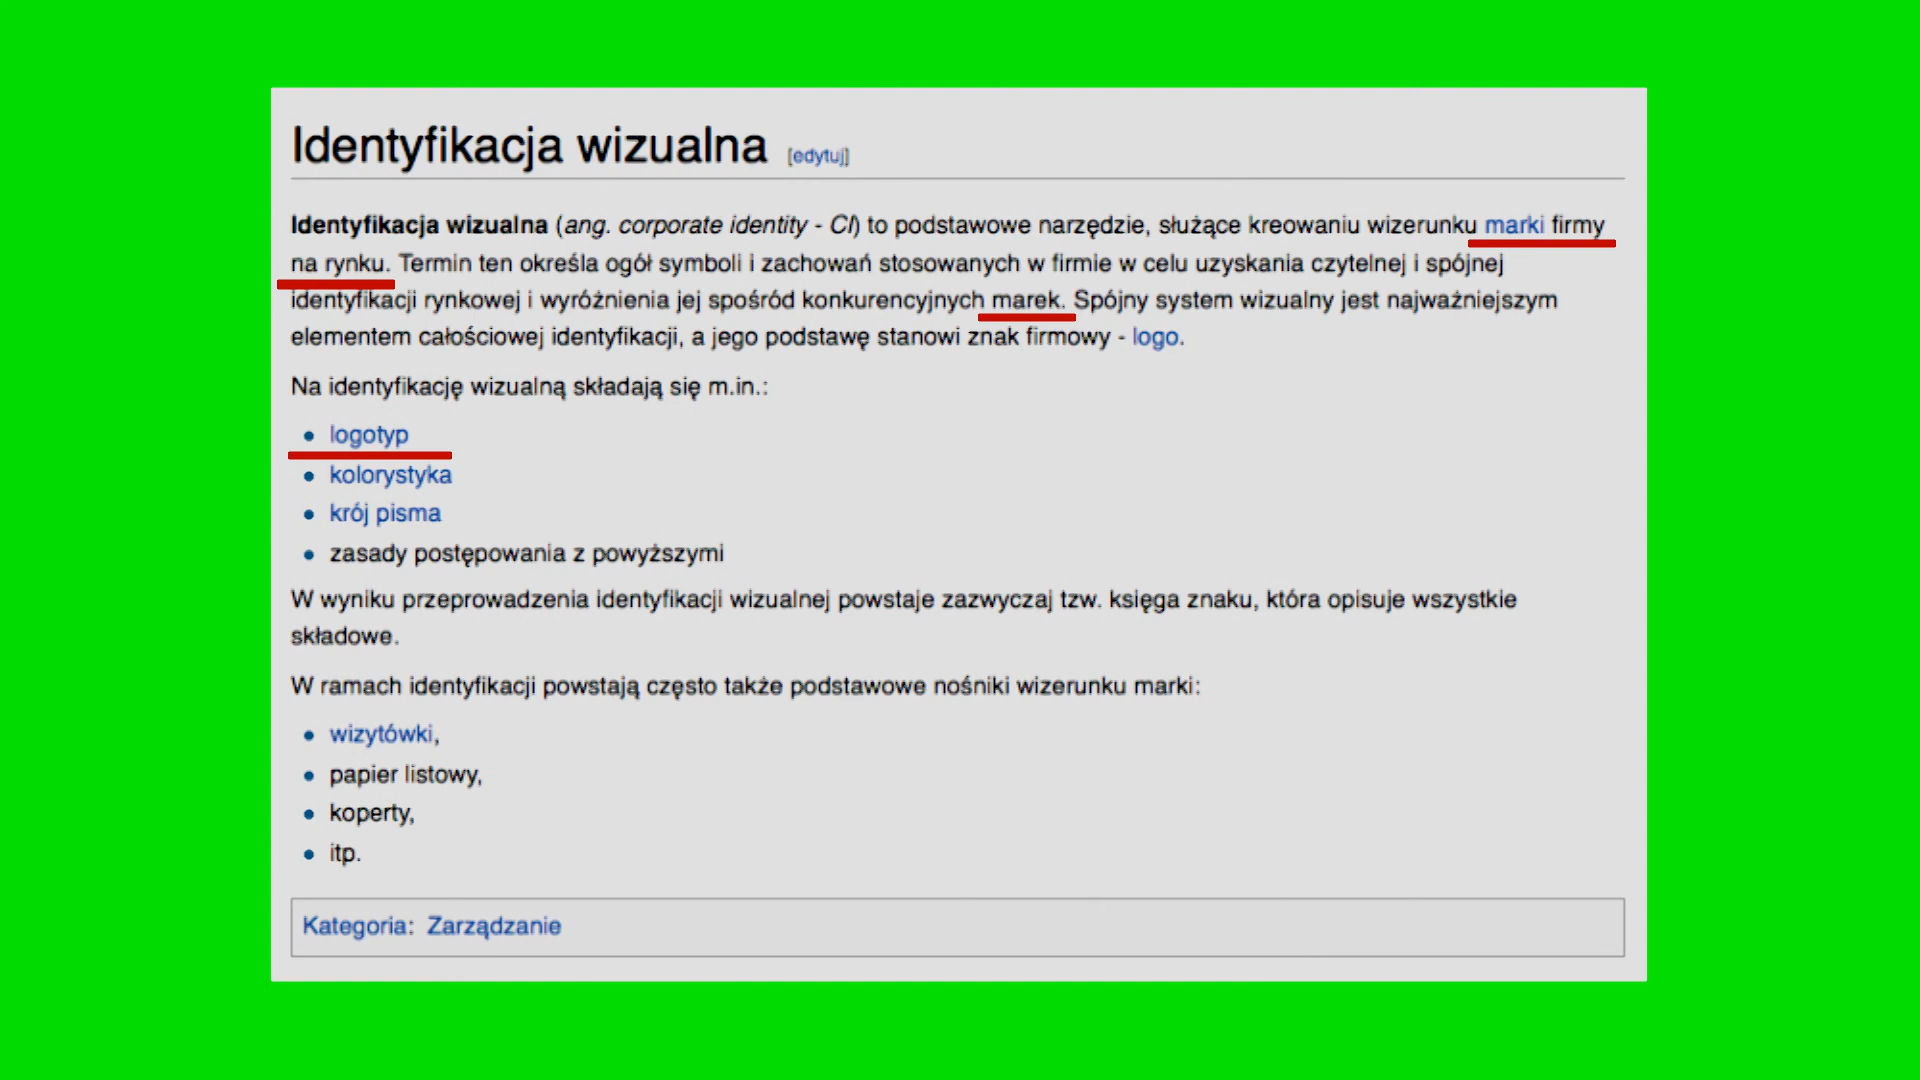 Identyfikacja wizualna [edytuj]
Identyfikacja wizualna (ang. corporate identity - CI) to podstawowe narzędzie, służące kreowaniu wizerunku marki firmy
na rynku. Termin ten określa ogół symboli i zachowań stosowanych w firmie w celu uzyskania czytelnej i spójnej
identyfikacji rynkowej i wyróżnienia jej spośród konkurencyjnych marek. Spójny system wizualny jest najważniejszym
elementem całościowej identyfikacji, a jego podstawę stanowi znak firmowy - logo.
Na identyfikację wizualną składają się m.in.:
• logotyp
• kolorystyka
• krój pisma
• zasady postępowania z powyższymi
W wyniku przeprowadzenia identyfikacji wizualnej powstaje zazwyczaj tzw. księga znaku, która opisuje wszystkie
składowe.
W ramach identyfikacji powstają często także podstawowe nośniki wizerunku marki:
• wizytówki,
• papier listowy,
• koperty,
• itp.
Kategoria: Zarządzanie